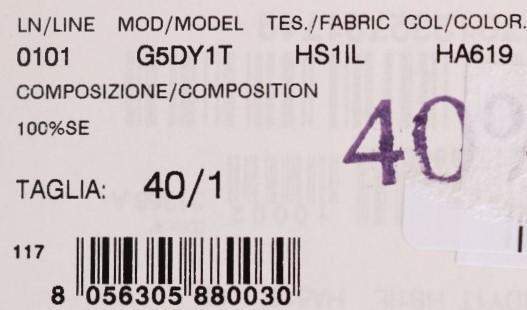 LN/LINE MOD/MODEL TES./FABRIC COL/COLOR.
0101 G5DY1T HS1IL HA619
COMPOSIZIONE/COMPOSITION
100%SE
40
TAGLIA: 40/1
117
8 056305 880030